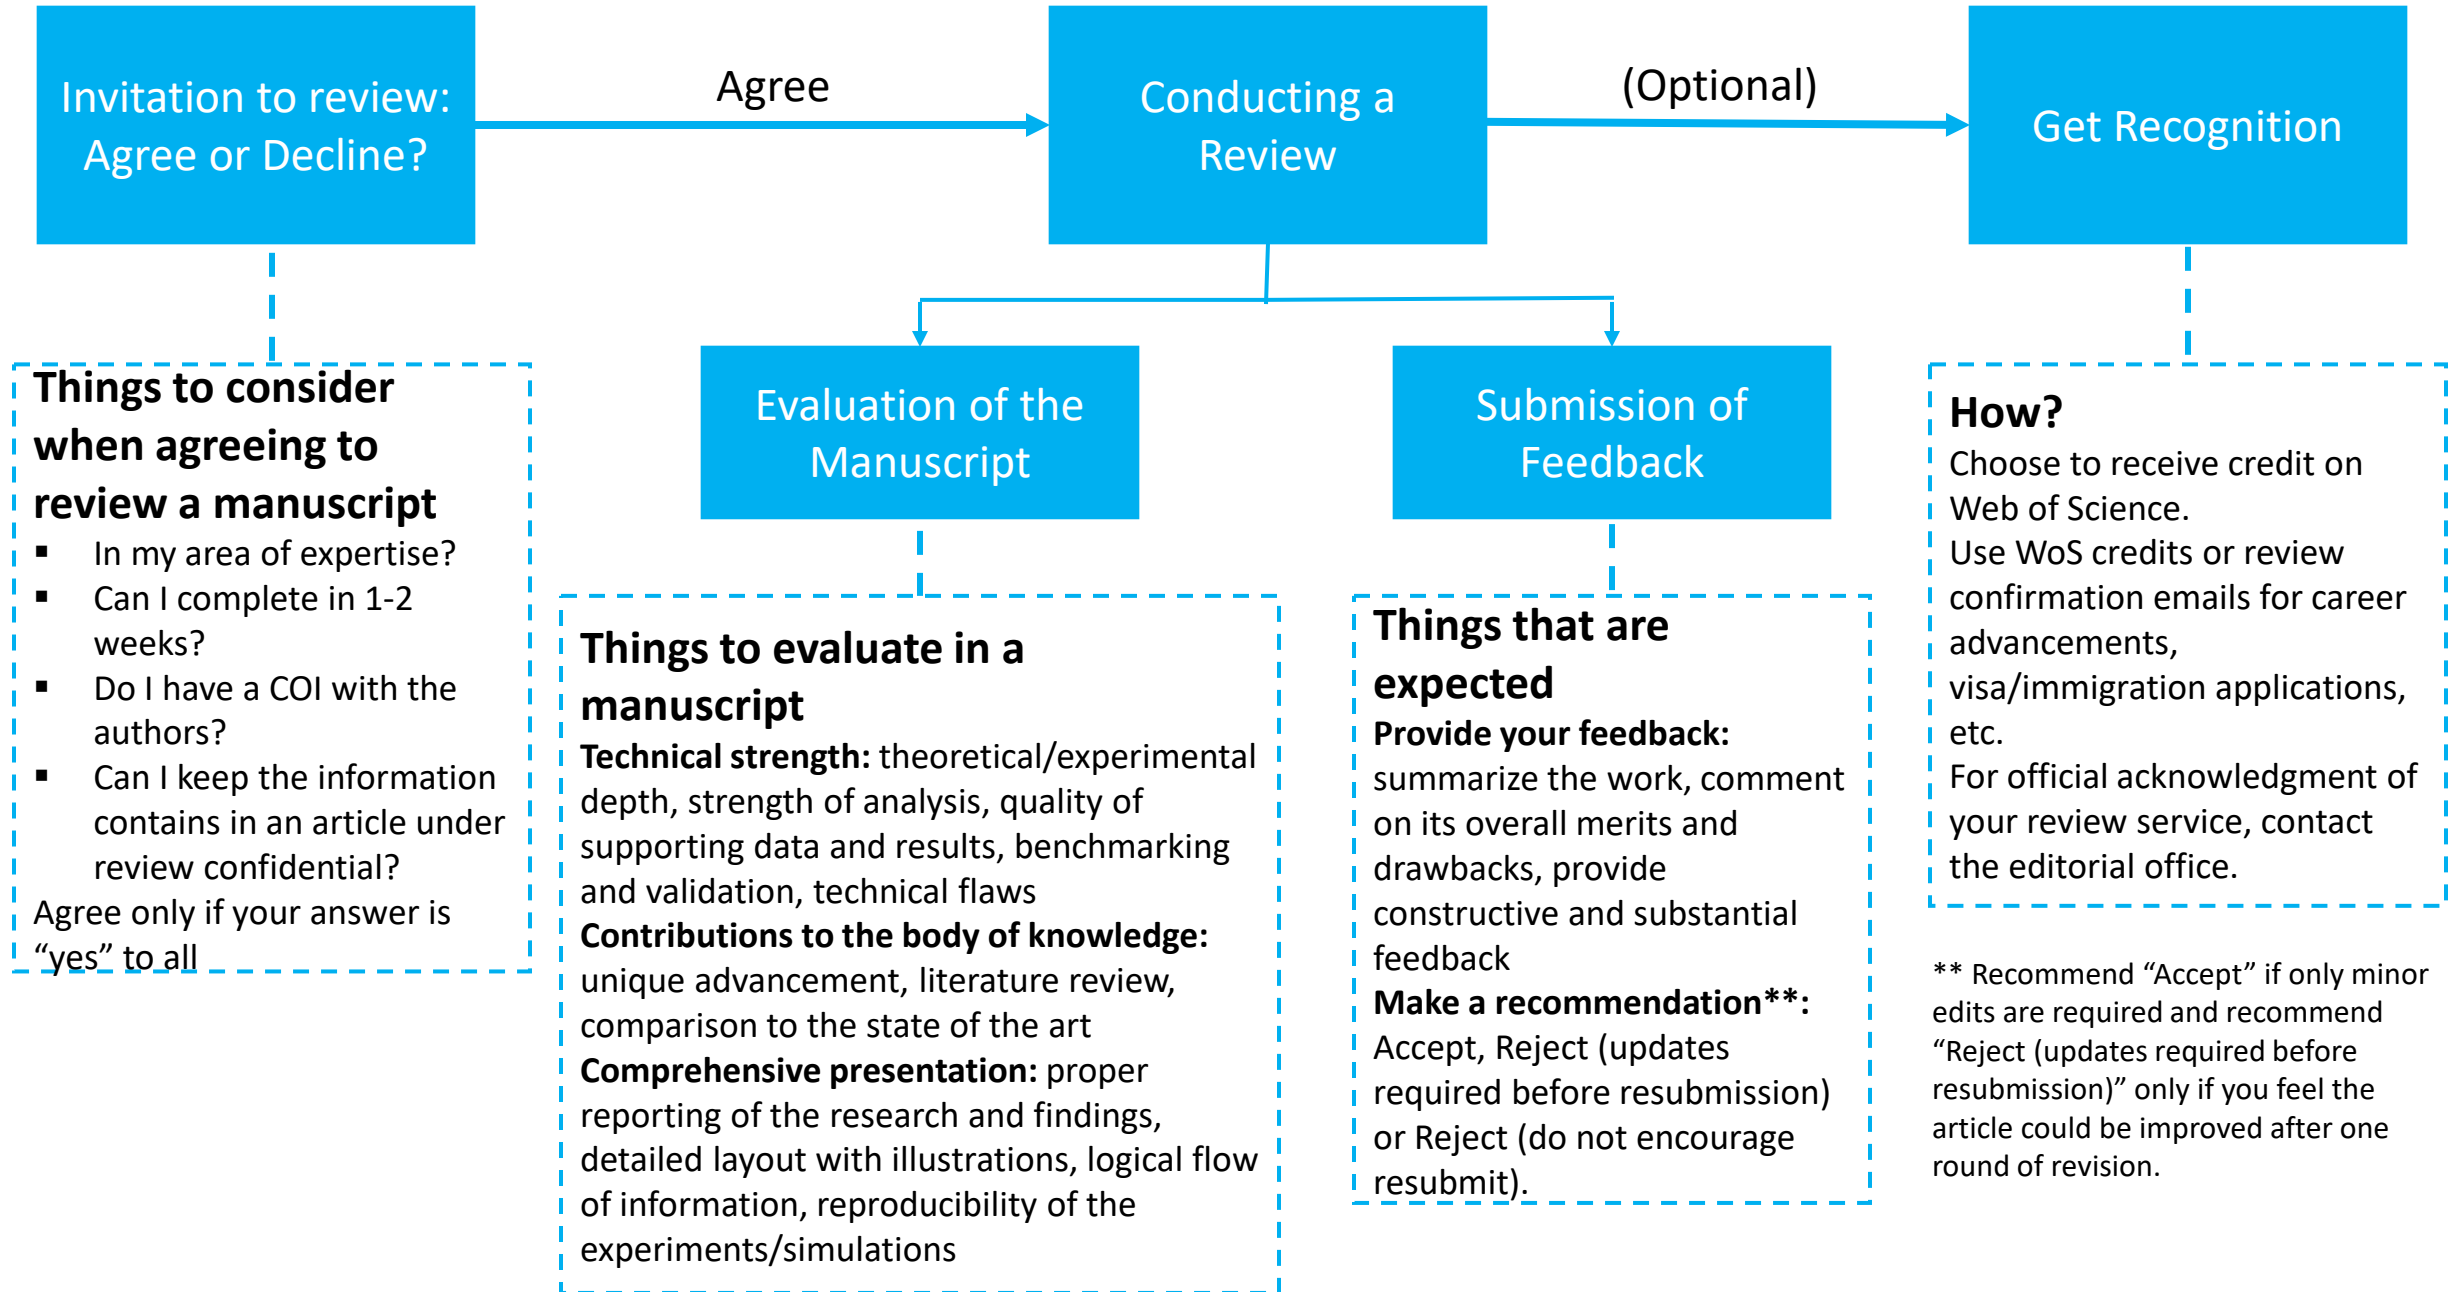 Invitation to review:
Agree or Decline?
Agree
Conducting a
Review
(Optional)
Get Recognition
Things to consider
when agreeing to
review a manuscript
▪ In my area of expertise?
▪ Can I complete in 1-2
weeks?
▪ Do I have a COI with the
authors?
▪ Can I keep the information
contains in an article under
review confidential?
Agree only if your answer is
“yes” to all
Evaluation of the
Manuscript
Things to evaluate in a
manuscript
Technical strength: theoretical/experimental
depth, strength of analysis, quality of
supporting data and results, benchmarking
and validation, technical flaws
Contributions to the body of knowledge:
unique advancement, literature review,
comparison to the state of the art
Comprehensive presentation: proper
reporting of the research and findings,
detailed layout with illustrations, logical flow
of information, reproducibility of the
experiments/simulations
Submission of
Feedback
Things that are
expected
Provide your feedback:
summarize the work, comment
on its overall merits and
drawbacks, provide
constructive and substantial
feedback
Make a recommendation**:
Accept, Reject (updates
required before resubmission)
or Reject (do not encourage
resubmit).
How?
Choose to receive credit on
Web of Science.
Use WoS credits or review
confirmation emails for career
advancements,
visa/immigration applications,
etc.
For official acknowledgment of
your review service, contact
the editorial office.
** Recommend “Accept” if only minor
edits are required and recommend
“Reject (updates required before
resubmission)” only if you feel the
article could be improved after one
round of revision.